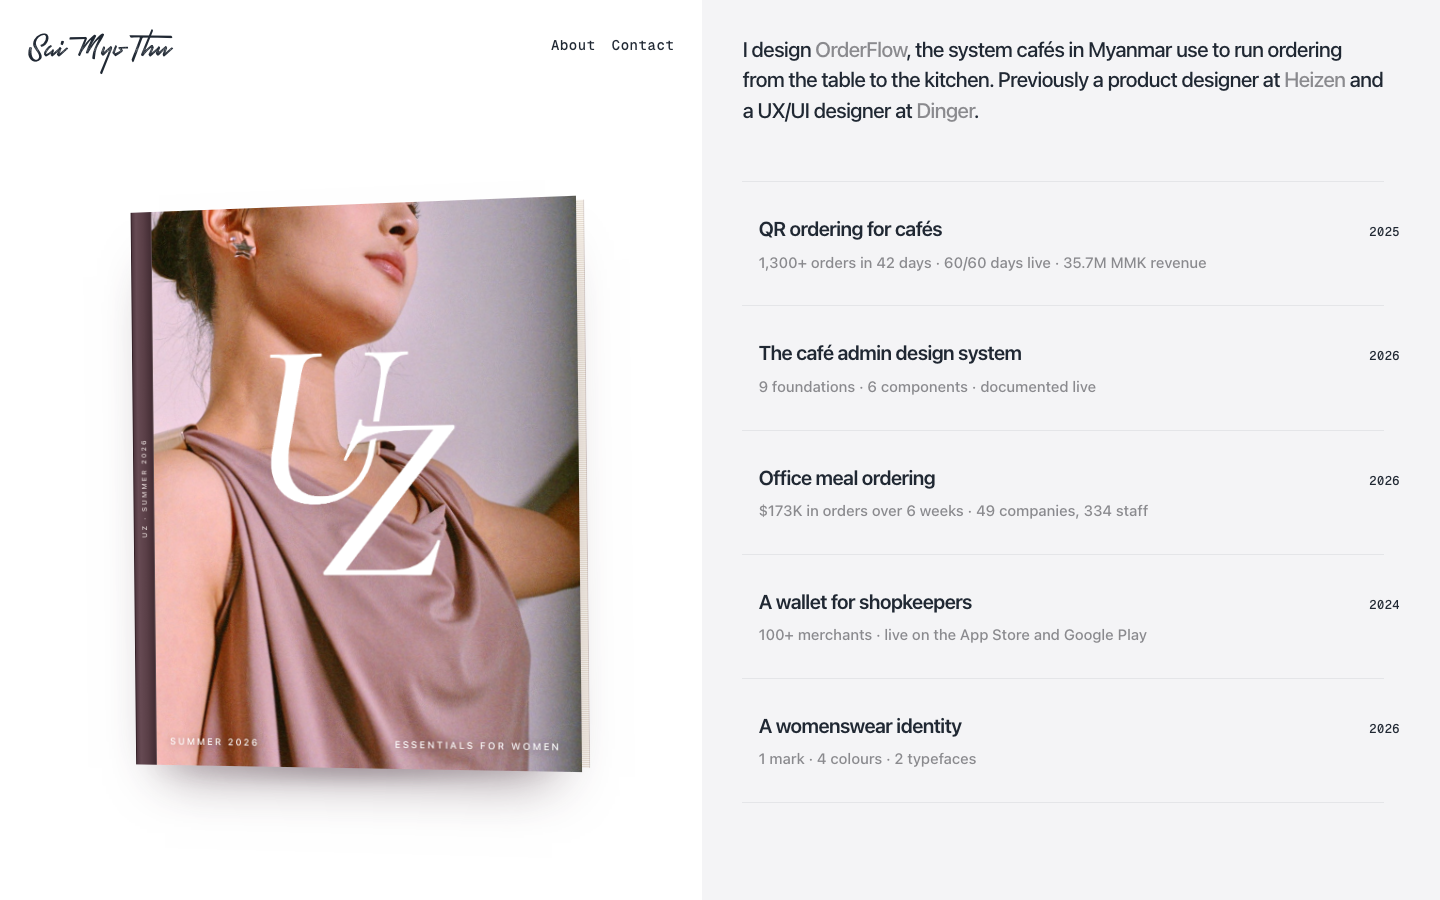 Sai Myo Thu
About Contact
UZ · SUMMER 2026
UZ
SUMMER 2026
ESSENTIALS FOR WOMEN
I design OrderFlow, the system cafés in Myanmar use to run ordering
from the table to the kitchen. Previously a product designer at Heizen and
a UX/UI designer at Dinger.
QR ordering for cafés
2025
1,300+ orders in 42 days · 60/60 days live · 35.7M MMK revenue
The café admin design system
2026
9 foundations · 6 components · documented live
Office meal ordering
2026
$173K in orders over 6 weeks · 49 companies, 334 staff
A wallet for shopkeepers
2024
100+ merchants · live on the App Store and Google Play
A womenswear identity
2026
1 mark · 4 colours · 2 typefaces